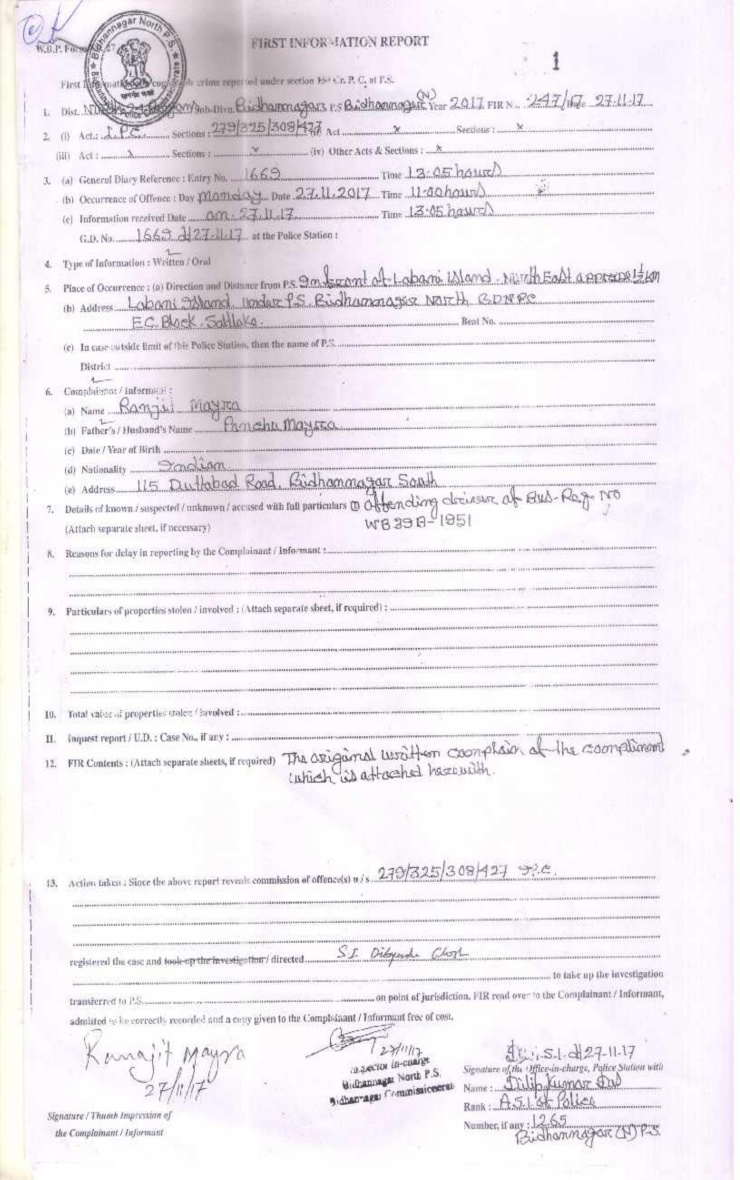 W.B.P. Form
Bidhannagar North P.S.
FIRST INFORMATION REPORT
1
First Information of cognizable crime reported under section 154 Cr. P. C. at P.S.
1. Dist. Sub-Divn. Bidhannagar P.S Bidhannagar (N) Year 2017 FIR No. 247/17 Date 27.11.17
2. (i) Act.: I.P.C. Sections : 279/325/308/427 (ii) Act x Sections : x
(iii) Act : x Sections : x (iv) Other Acts & Sections : x
3. (a) General Diary Reference : Entry No. 1669 Time 13:05 hours
(b) Occurrence of Offence : Day Monday Date 27.11.2017 Time 11:00 hours
(c) Information received Date on 27.11.17 Time 13:05 hours
G.D. No. 1669 dt 27.11.17 at the Police Station :
4. Type of Information : Written / Oral
5. Place of Occurrence : (a) Direction and Distance from P.S. In front of Labani Island. North East approx 1½ km
(b) Address Labani Island. Under P.S. Bidhannagar North BDNPC
E.C. Block. Saltlake. Beat No.
(c) In case outside limit of this Police Station, then the name of P.S.
District
6. Complainant / informant :
(a) Name Ranjit Mayra
(b) Father's / Husband's Name Panchu Mayra
(c) Date / Year of Birth
(d) Nationality Indian
(e) Address 115 Duttabad Road, Bidhannagar South
7. Details of known / suspected / unknown / accused with full particulars ① Offending driver of Bus- Reg. No
(Attach separate sheet, if necessary) WB39A-1951
8. Reasons for delay in reporting by the Complainant / Informant :
9. Particulars of properties stolen / involved : (Attach separate sheet, if required) :
10. Total value of properties stolen / involved :
11. Inquest report / U.D. : Case No., if any :
12. FIR Contents : (Attach separate sheets, if required) The original written complain of the compliment
which is attached herewith.
13. Action taken : Since the above report reveals commission of offence(s) u / s 279/325/308/427 I.P.C.
registered the case and took up the investigation / directed S.I Dibyendu Ghosh
to take up the investigation
transferred to P.S. on point of jurisdiction. FIR read over to the Complainant / Informant,
admitted to be correctly recorded and a copy given to the Complainant / Informant free of cost.
Ranajit Mayra
27/11/17
Signature / Thumb Impression of
the Complainant / Informant
27/11/17
Inspector in-charge
Bidhannagar North P.S.
Bidhannagar Commissionerate
A.S.I. dt 27-11-17
Signature of the Office-in-charge, Police Station with
Name : Dilip Kumar Das
Rank : A.S.I. of Police
Number, if any : 1265
Bidhannagar (N) P.S.